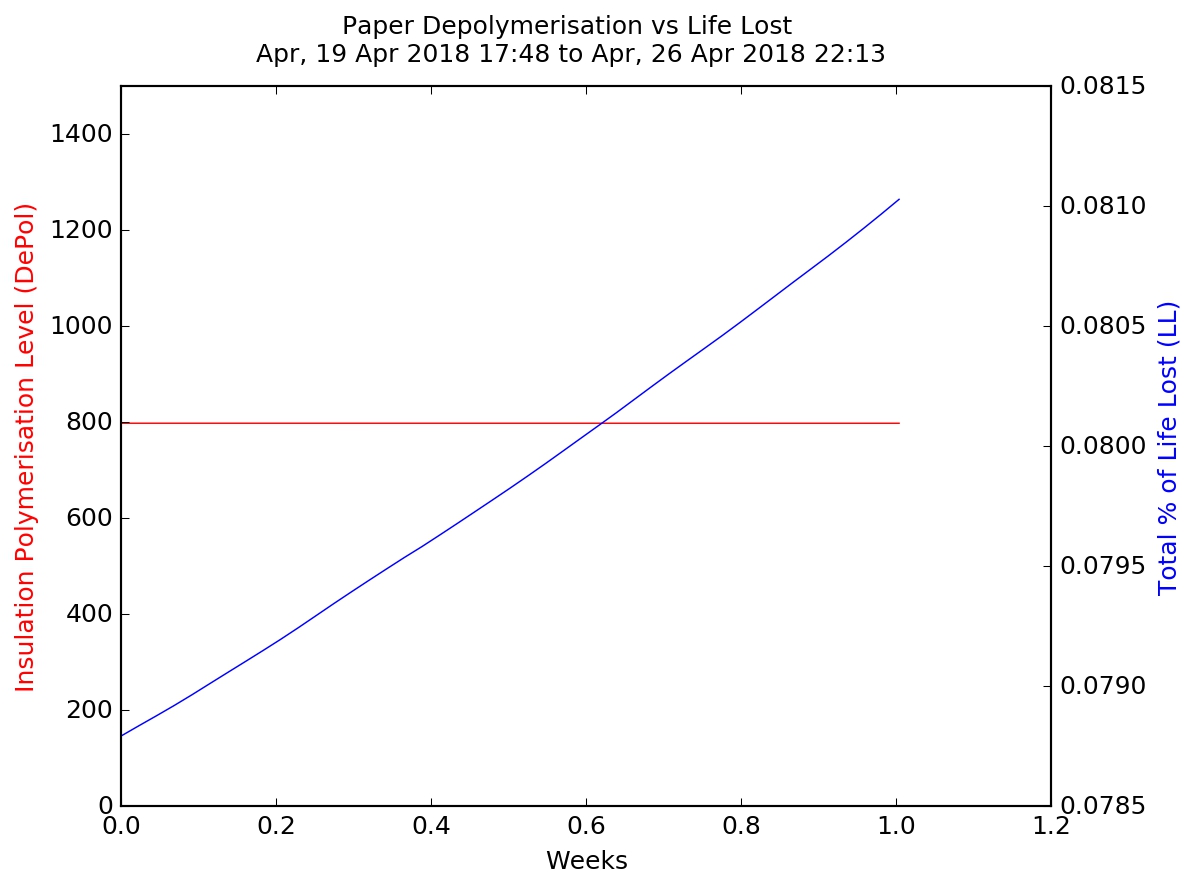 Paper Depolymerisation vs Life Lost
Apr, 19 Apr 2018 17:48 to Apr, 26 Apr 2018 22:13
Insulation Polymerisation Level (DePol)
1400
1200
1000
800
600
400
200
0
0.0815
0.0810
0.0805
0.0800
0.0795
0.0790
0.0785
Total % of Life Lost (LL)
0.0 0.2 0.4 0.6 0.8 1.0 1.2
Weeks